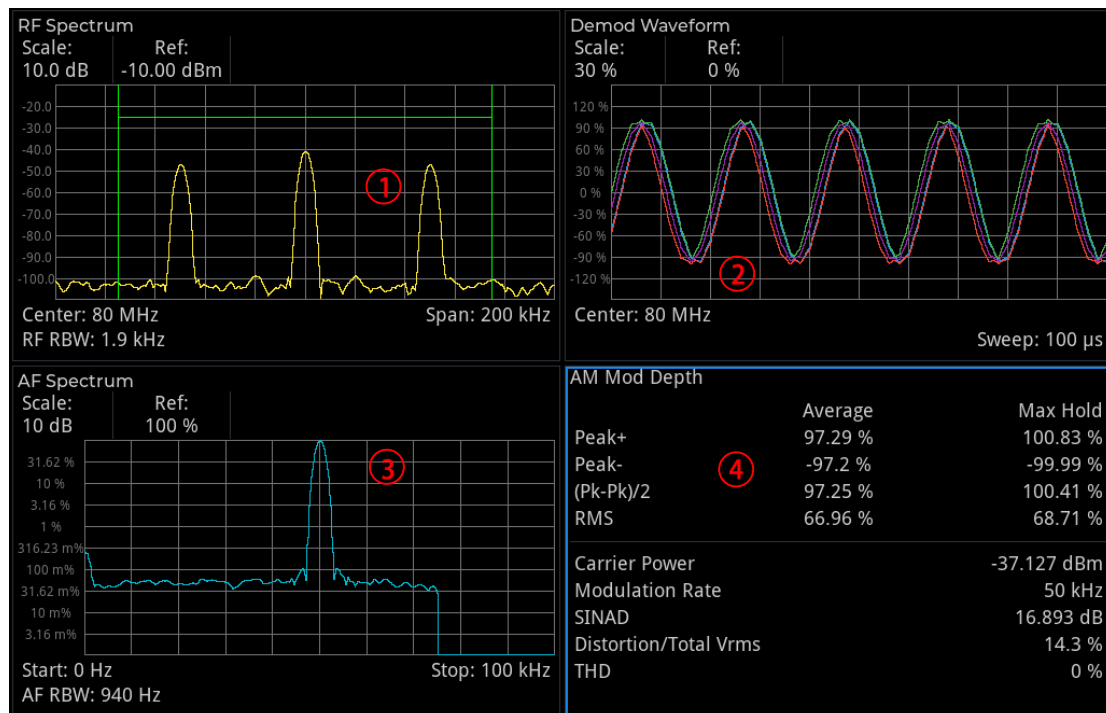 RF Spectrum
Scale: Ref:
10.0 dB -10.00 dBm
-20.0
-30.0
-40.0
-50.0
-60.0
-70.0
-80.0
-90.0
-100.0
①
Center: 80 MHz Span: 200 kHz
RF RBW: 1.9 kHz
Demod Waveform
Scale: Ref:
30 % 0 %
120 %
90 %
60 %
30 %
0 %
-30 %
-60 %
-90 %
-120 %
②
Center: 80 MHz
Sweep: 100 µs
AF Spectrum
Scale: Ref:
10 dB 100 %
31.62 %
10 %
3.16 %
1 %
316.23 m%
100 m%
31.62 m%
10 m%
3.16 m%
③
Start: 0 Hz Stop: 100 kHz
AF RBW: 940 Hz
AM Mod Depth
Average Max Hold
Peak+ 97.29 % 100.83 %
Peak- -97.2 % -99.99 %
(Pk-Pk)/2 97.25 % 100.41 %
RMS 66.96 % 68.71 %
④
Carrier Power -37.127 dBm
Modulation Rate 50 kHz
SINAD 16.893 dB
Distortion/Total Vrms 14.3 %
THD 0 %